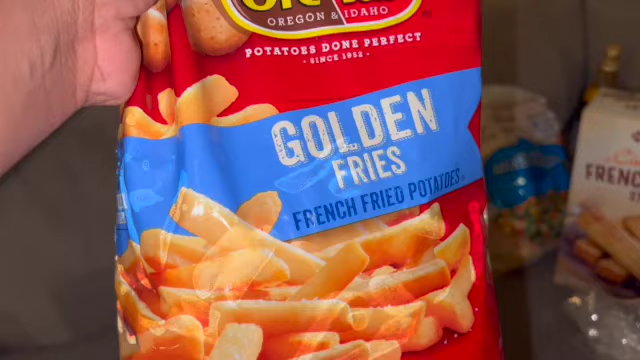 OREGON & IDAHO
POTATOES DONE PERFECT
· SINCE 1952 ·
GOLDEN
FRIES
FRENCH FRIED POTATOES
FRENCH